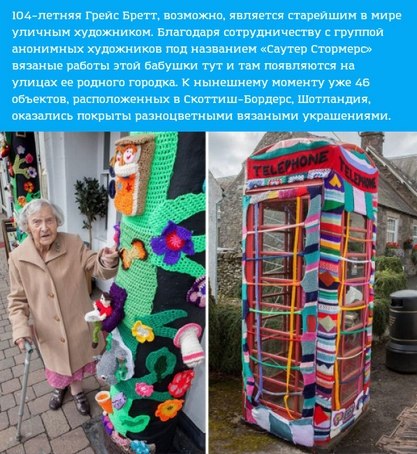 104-летняя Грейс Бретт, возможно, является старейшим в мире
уличным художником. Благодаря сотрудничеству с группой
анонимных художников под названием «Саутер Стормерс»
вязаные работы этой бабушки тут и там появляются на
улицах ее родного городка. К нынешнему моменту уже 46
объектов, расположенных в Скоттиш-Бордерс, Шотландия,
оказались покрыты разноцветными вязаными украшениями.
TELEPHONE
TELEPHONE